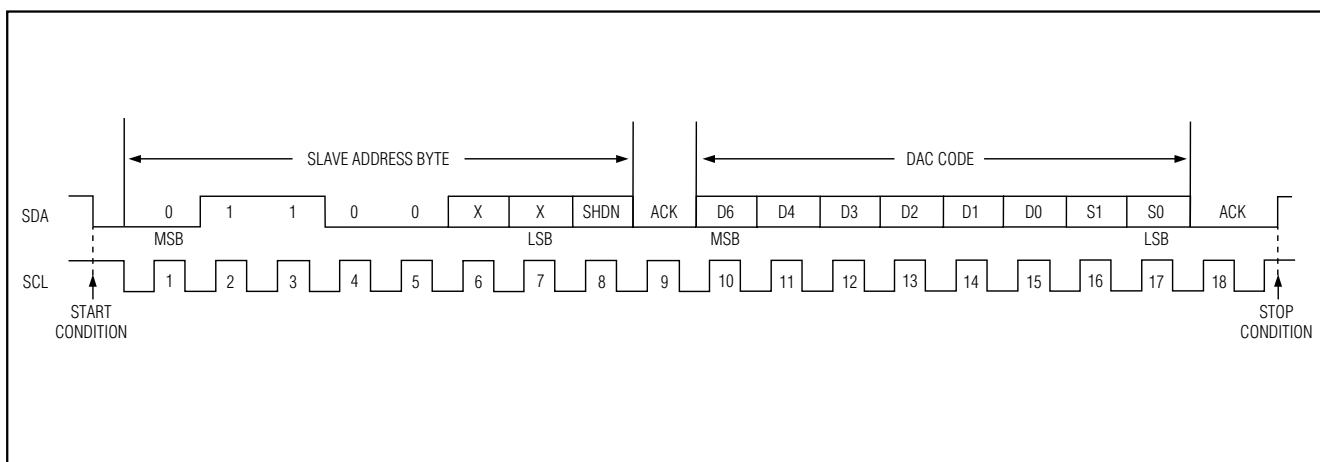 SLAVE ADDRESS BYTE DAC CODE
SDA 0 1 1 0 0 X X SHDN ACK D6 D4 D3 D2 D1 D0 S1 S0 ACK
MSB LSB MSB LSB
SCL 1 2 3 4 5 6 7 8 9 10 11 12 13 14 15 16 17 18
START
CONDITION
STOP
CONDITION